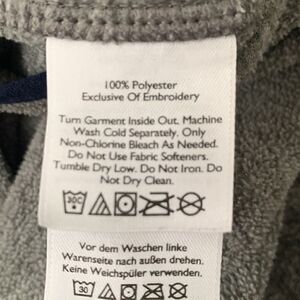 100% Polyester
Exclusive Of Embroidery
Turn Garment Inside Out, Machine
Wash Cold Separately. Only
Non-Chlorine Bleach As Needed.
Do Not Use Fabric Softeners.
Tumble Dry Low. Do Not Iron. Do
Not Dry Clean.
30C
Vor dem Waschen linke
Warenseite nach außen drehen.
Keine Weichspüler verwenden.
30